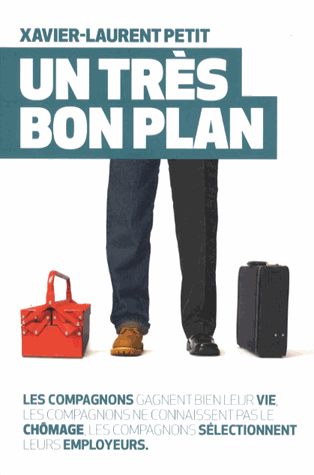 XAVIER-LAURENT PETIT
UN TRÈS
BON PLAN
LES COMPAGNONS GAGNENT BIEN LEUR VIE,
LES COMPAGNONS NE CONNAISSENT PAS LE
CHÔMAGE, LES COMPAGNONS SÉLECTIONNENT
LEURS EMPLOYEURS.